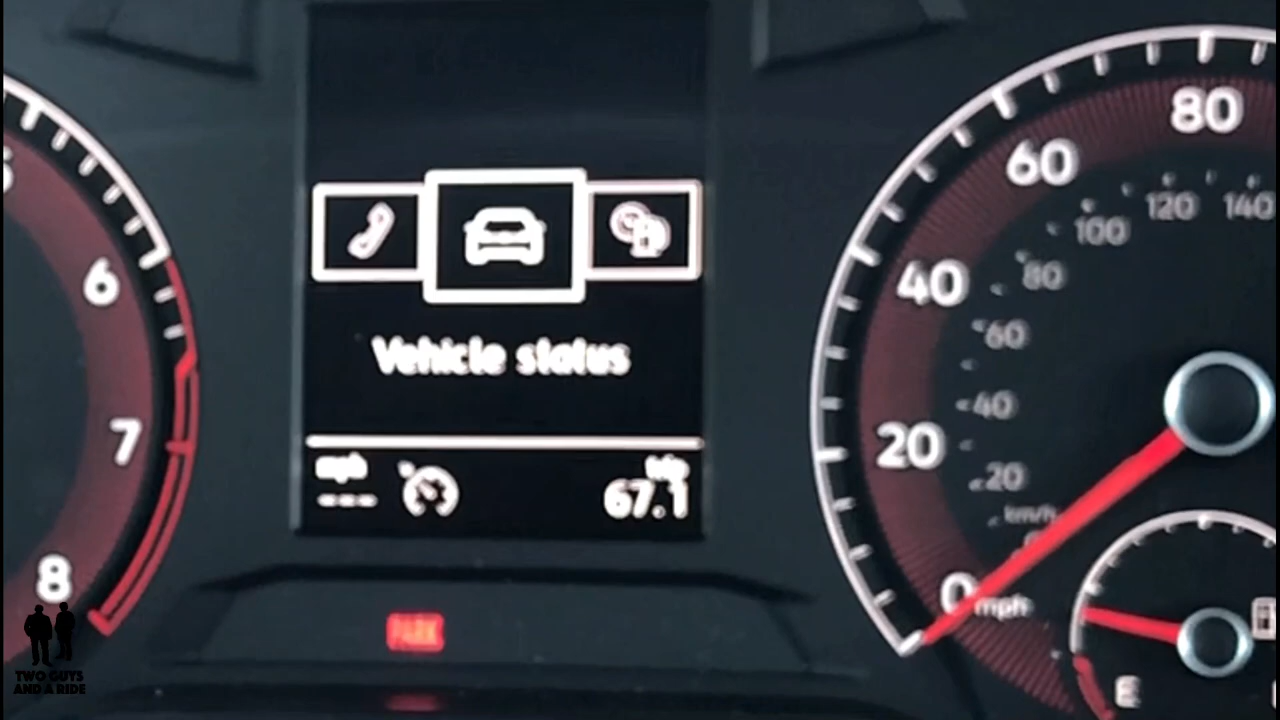 6
7
8
Vehicle status
mph
---
trip
67.1
PARK
80
60
40
20
0 mph
140
120
100
80
60
40
20
km/h
E
TWO GUYS
AND A RIDE